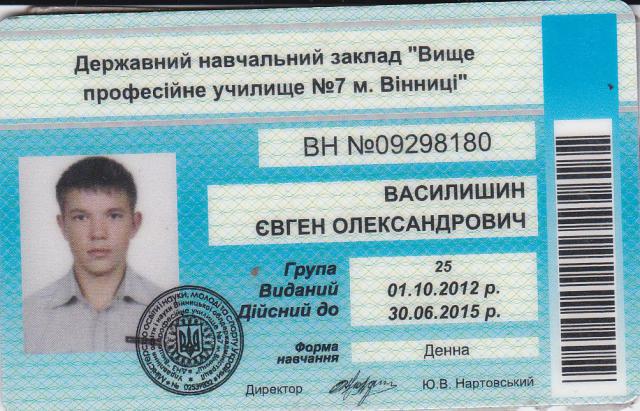 Державний навчальний заклад "Вище
професійне училище №7 м. Вінниці"
ВН №09298180
ВАСИЛИШИН
ЄВГЕН ОЛЕКСАНДРОВИЧ
Група 25
Виданий 01.10.2012 р.
Дійсний до 30.06.2015 р.
Форма
навчання Денна
Директор Ю.В. Нартовський